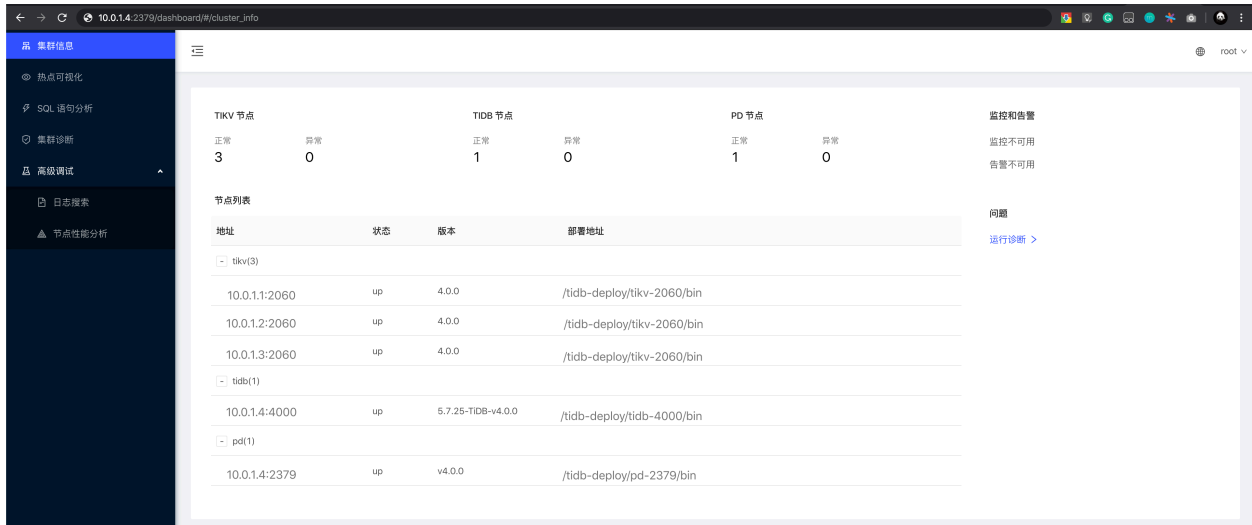 10.0.1.4:2379/dashboard/#/cluster_info
集群信息
热点可视化
SQL 语句分析
集群诊断
高级调试
日志搜索
节点性能分析
root
TIKV 节点 TIDB 节点 PD 节点 监控和告警
正常 异常 正常 异常 正常 异常 监控不可用
3 0 1 0 1 0 告警不可用
节点列表 问题
地址 状态 版本 部署地址 运行诊断
tikv(3)
10.0.1.1:2060 up 4.0.0 /tidb-deploy/tikv-2060/bin
10.0.1.2:2060 up 4.0.0 /tidb-deploy/tikv-2060/bin
10.0.1.3:2060 up 4.0.0 /tidb-deploy/tikv-2060/bin
tidb(1)
10.0.1.4:4000 up 5.7.25-TiDB-v4.0.0 /tidb-deploy/tidb-4000/bin
pd(1)
10.0.1.4:2379 up v4.0.0 /tidb-deploy/pd-2379/bin